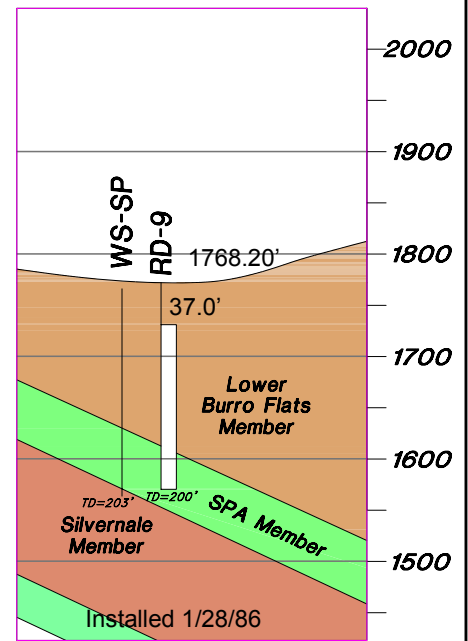 2000
1900
WS-SP
RD-9
1768.20'
1800
37.0'
1700
Lower
Burro Flats
Member
1600
TD=203'
TD=200'
SPA Member
Silvernale
Member
1500
Installed 1/28/86